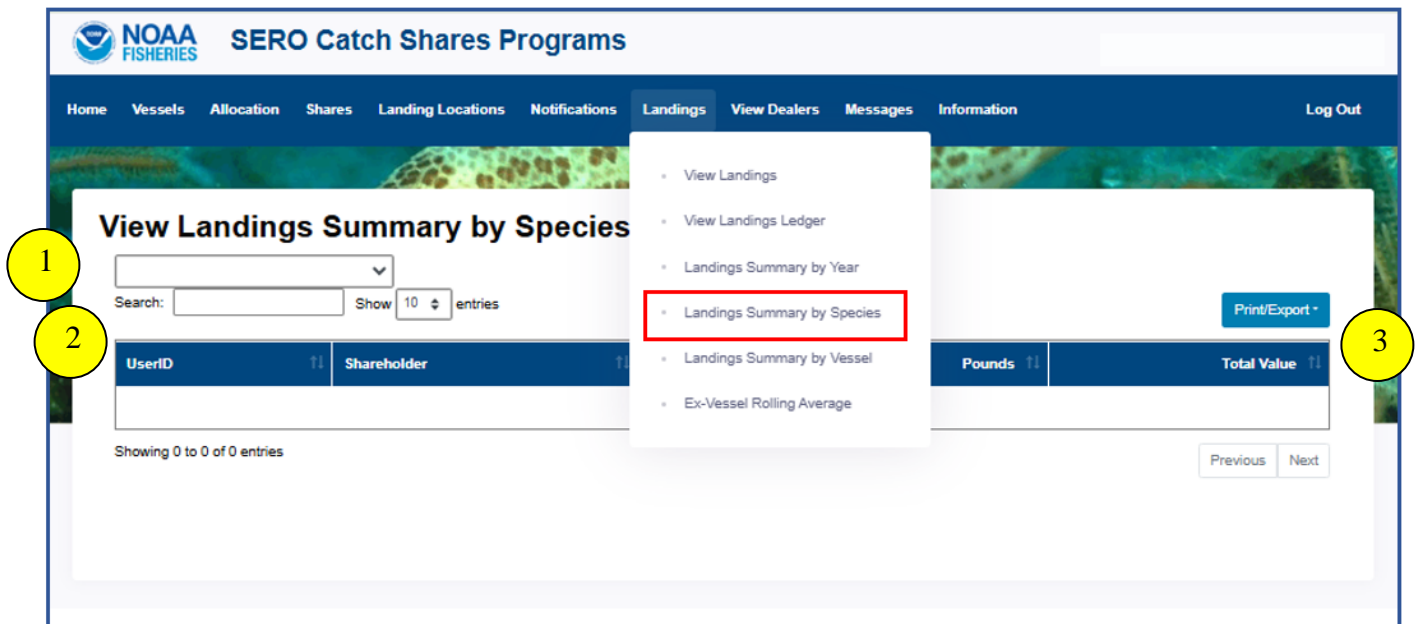 NOAA
FISHERIES
SERO Catch Shares Programs
Home Vessels Allocation Shares Landing Locations Notifications Landings View Dealers Messages Information Log Out
View Landings
View Landings Summary by Species
View Landings Ledger
1
Landings Summary by Year
Search: Show 10 entries
Landings Summary by Species
Print/Export
2
3
UserID Shareholder
Landings Summary by Vessel
Pounds Total Value
Ex-Vessel Rolling Average
Showing 0 to 0 of 0 entries
Previous Next